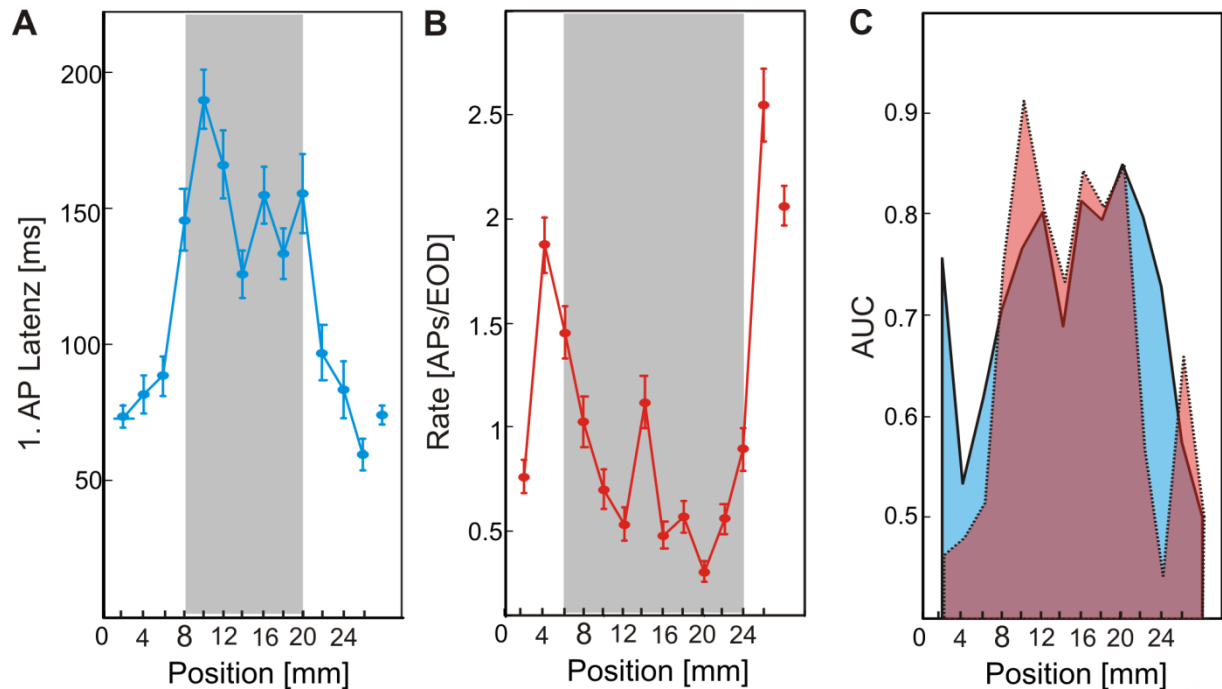 A
1. AP Latenz [ms]
200
150
100
50
0 4 8 12 16 20 24
Position [mm]
B
Rate [APs/EOD]
2.5
2
1.5
1
0.5
0 4 6 8 12 16 20 24
Position [mm]
C
AUC
0.9
0.8
0.7
0.6
0.5
0 4 8 12 16 20 24
Position [mm]